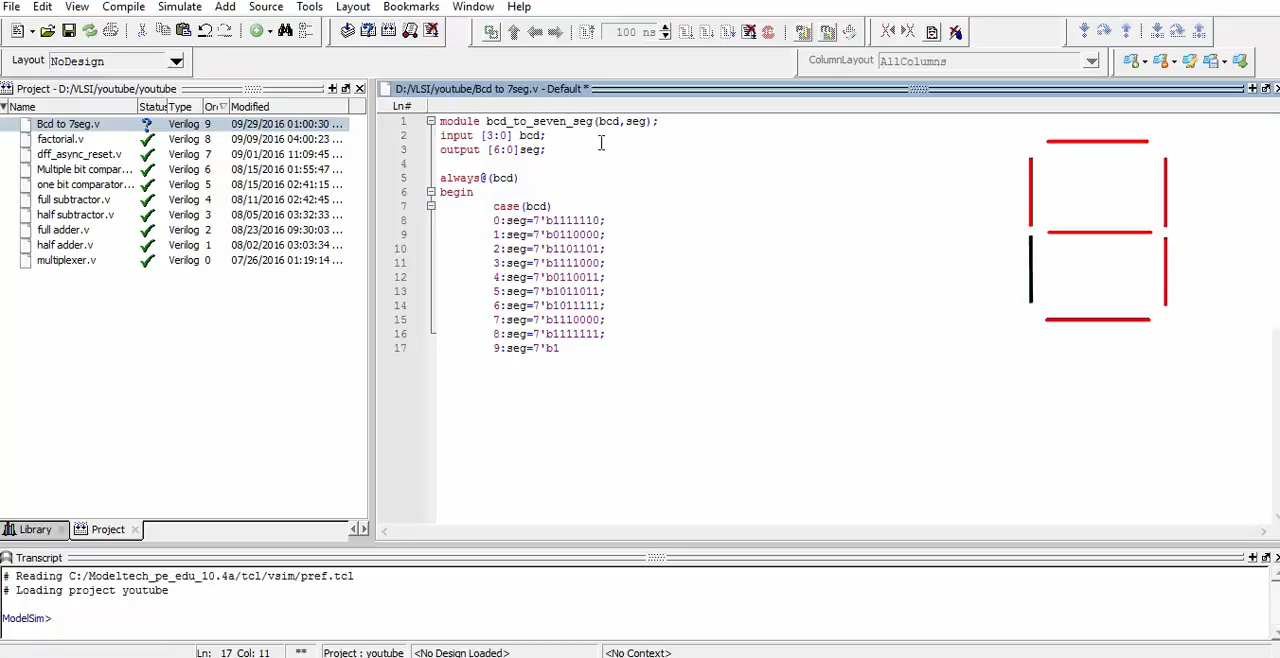 File Edit View Compile Simulate Add Source Tools Layout Bookmarks Window Help
100 ns
Layout NoDesign ColumnLayout AllColumns
Project - D:/VLSI/youtube/youtube
Name Status Type Or Modified
Bcd to 7seg.v ? Verilog 9 09/29/2016 01:00:30 ...
factorial.v Verilog 8 09/09/2016 04:00:23 ...
dff_async_reset.v Verilog 7 09/01/2016 11:09:45 ...
Multiple bit compar... Verilog 6 08/15/2016 01:55:47 ...
one bit comparator... Verilog 5 08/15/2016 02:41:15 ...
full subtractor.v Verilog 4 08/11/2016 02:42:45 ...
half subtractor.v Verilog 3 08/05/2016 03:32:33 ...
full adder.v Verilog 2 08/23/2016 09:30:03 ...
half adder.v Verilog 1 08/02/2016 03:03:34 ...
multiplexer.v Verilog 0 07/26/2016 01:19:14 ...
Library Project
D:/VLSI/youtube/Bcd to 7seg.v - Default *
Ln#
1 module bcd_to_seven_seg(bcd,seg);
2 input [3:0] bcd;
3 output [6:0]seg;
4
5 always@(bcd)
6 begin
7 case(bcd)
8 0:seg=7'b1111110;
9 1:seg=7'b0110000;
10 2:seg=7'b1101101;
11 3:seg=7'b1111000;
12 4:seg=7'b0110011;
13 5:seg=7'b1011011;
14 6:seg=7'b1011111;
15 7:seg=7'b1110000;
16 8:seg=7'b1111111;
17 9:seg=7'b1
Transcript
# Reading C:/Modeltech_pe_edu_10.4a/tcl/vsim/pref.tcl
# Loading project youtube
ModelSim>
Ln: 17 Col: 11 ** Project : youtube <No Design Loaded> <No Context>